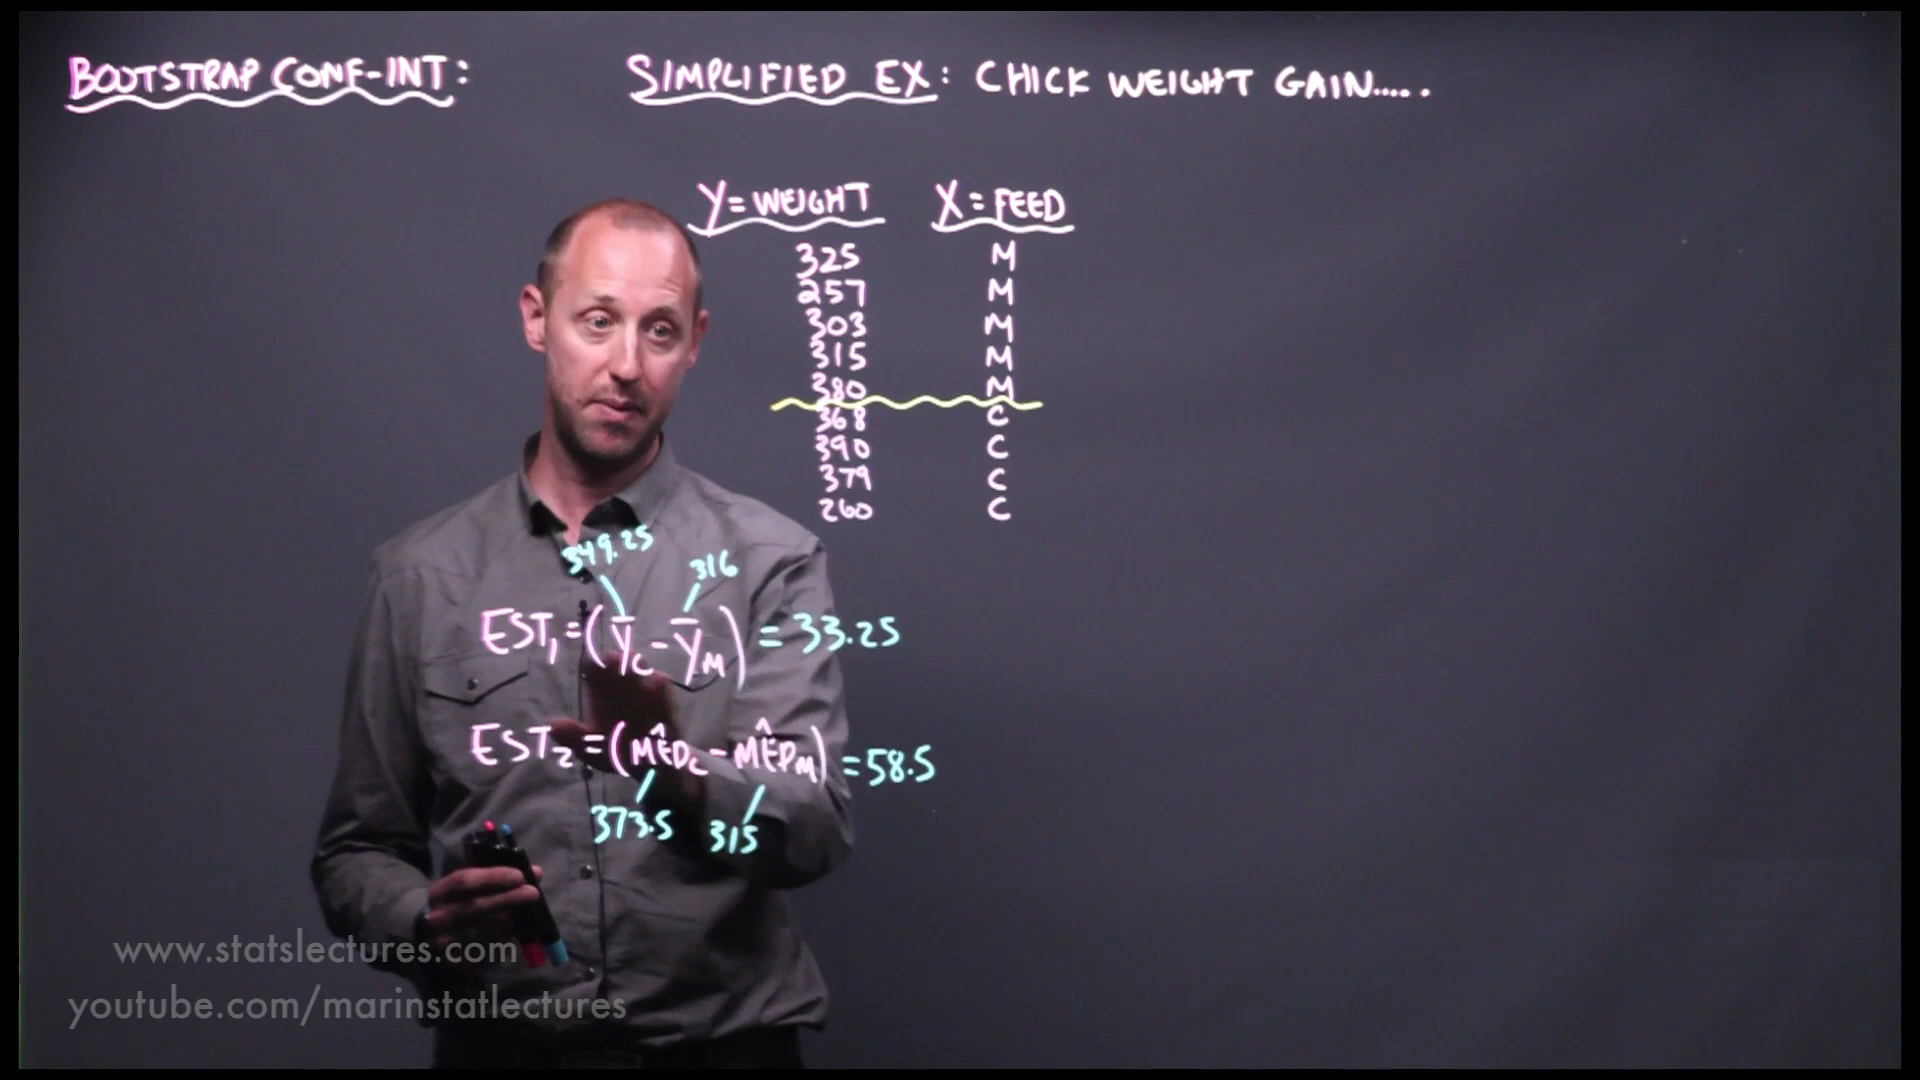 BOOTSTRAP CONF-INT:
SIMPLIFIED EX: CHICK WEIGHT GAIN.....
Y=WEIGHT X=FEED
325 M
257 M
303 M
315 M
380 M
368 C
390 C
379 C
260 C
349.25 316
EST₁=(ȲC-ȲM) =33.25
EST₂=(MÊDC-MÊDM) =58.5
373.5 315
www.statslectures.com
youtube.com/marinstatlectures